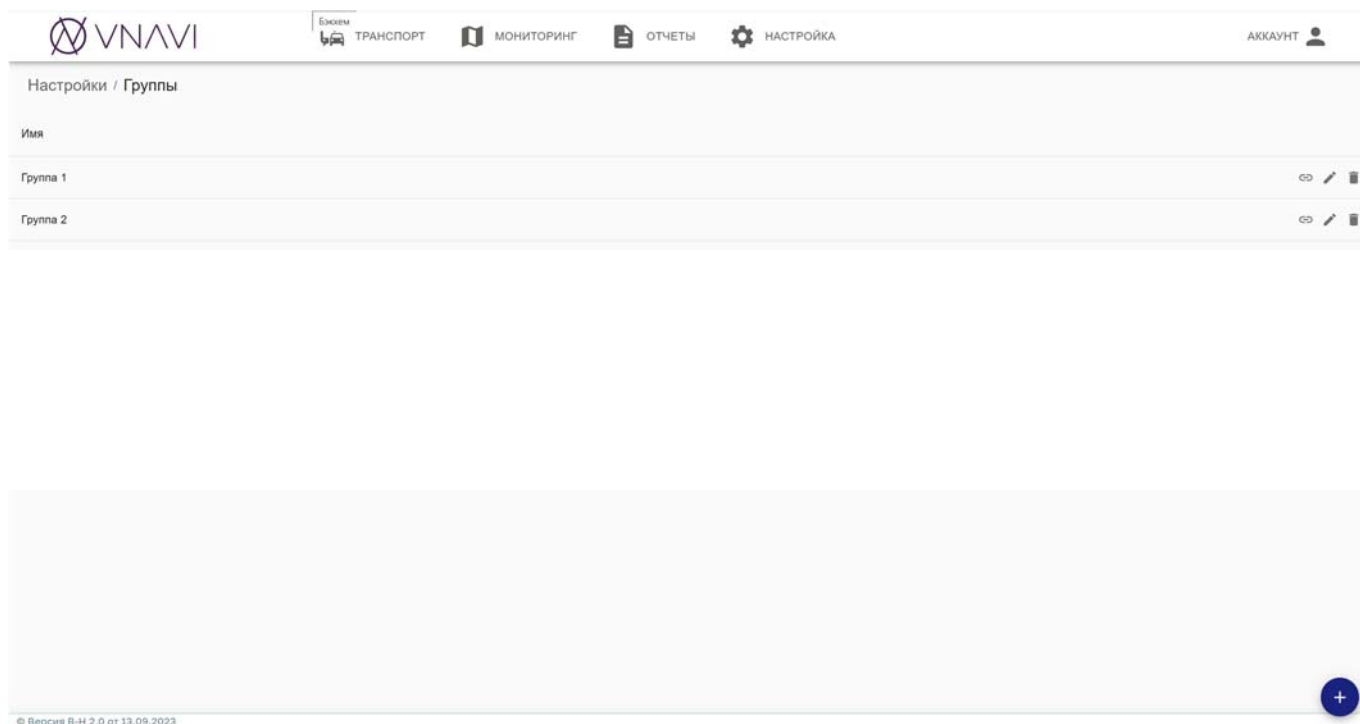 VNAVI
Бэкхем
ТРАНСПОРТ МОНИТОРИНГ ОТЧЕТЫ НАСТРОЙКА АККАУНТ
Настройки / Группы
Имя
Группа 1
Группа 2
© Версия В-Н 2.0 от 13.09.2023